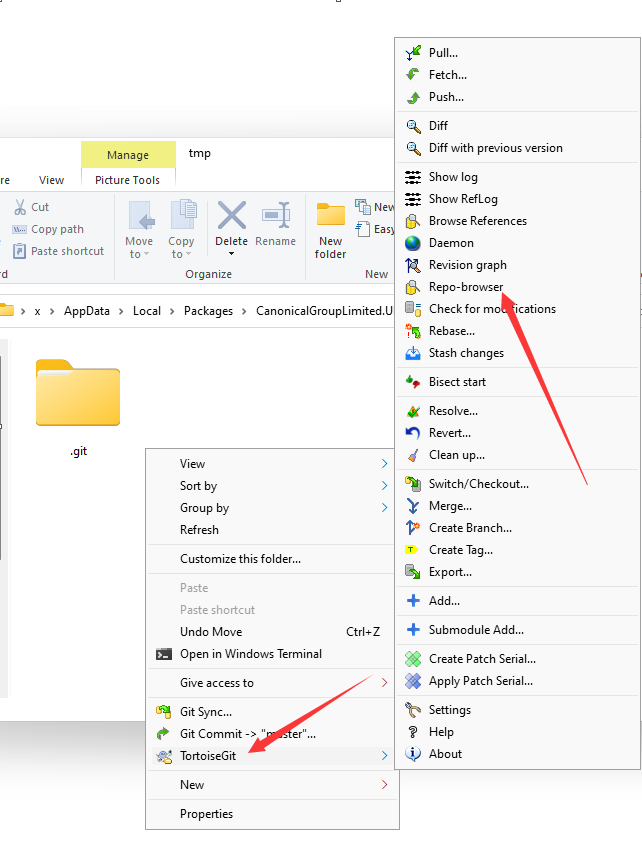 Manage
tmp
re
View
Picture Tools
Cut
Copy path
Paste shortcut
Move to
Copy to
Delete
Rename
New folder
New
Easy
rd
Organize
New
x > AppData > Local > Packages > CanonicalGroupLimited.U
.git
View
Sort by
Group by
Refresh
Customize this folder...
Paste
Paste shortcut
Undo Move Ctrl+Z
Open in Windows Terminal
Give access to
Git Sync...
Git Commit -> "master"...
TortoiseGit
New
Properties
Pull...
Fetch...
Push...
Diff
Diff with previous version
Show log
Show RefLog
Browse References
Daemon
Revision graph
Repo-browser
Check for modifications
Rebase...
Stash changes
Bisect start
Resolve...
Revert...
Clean up...
Switch/Checkout...
Merge...
Create Branch...
Create Tag...
Export...
Add...
Submodule Add...
Create Patch Serial...
Apply Patch Serial...
Settings
Help
About